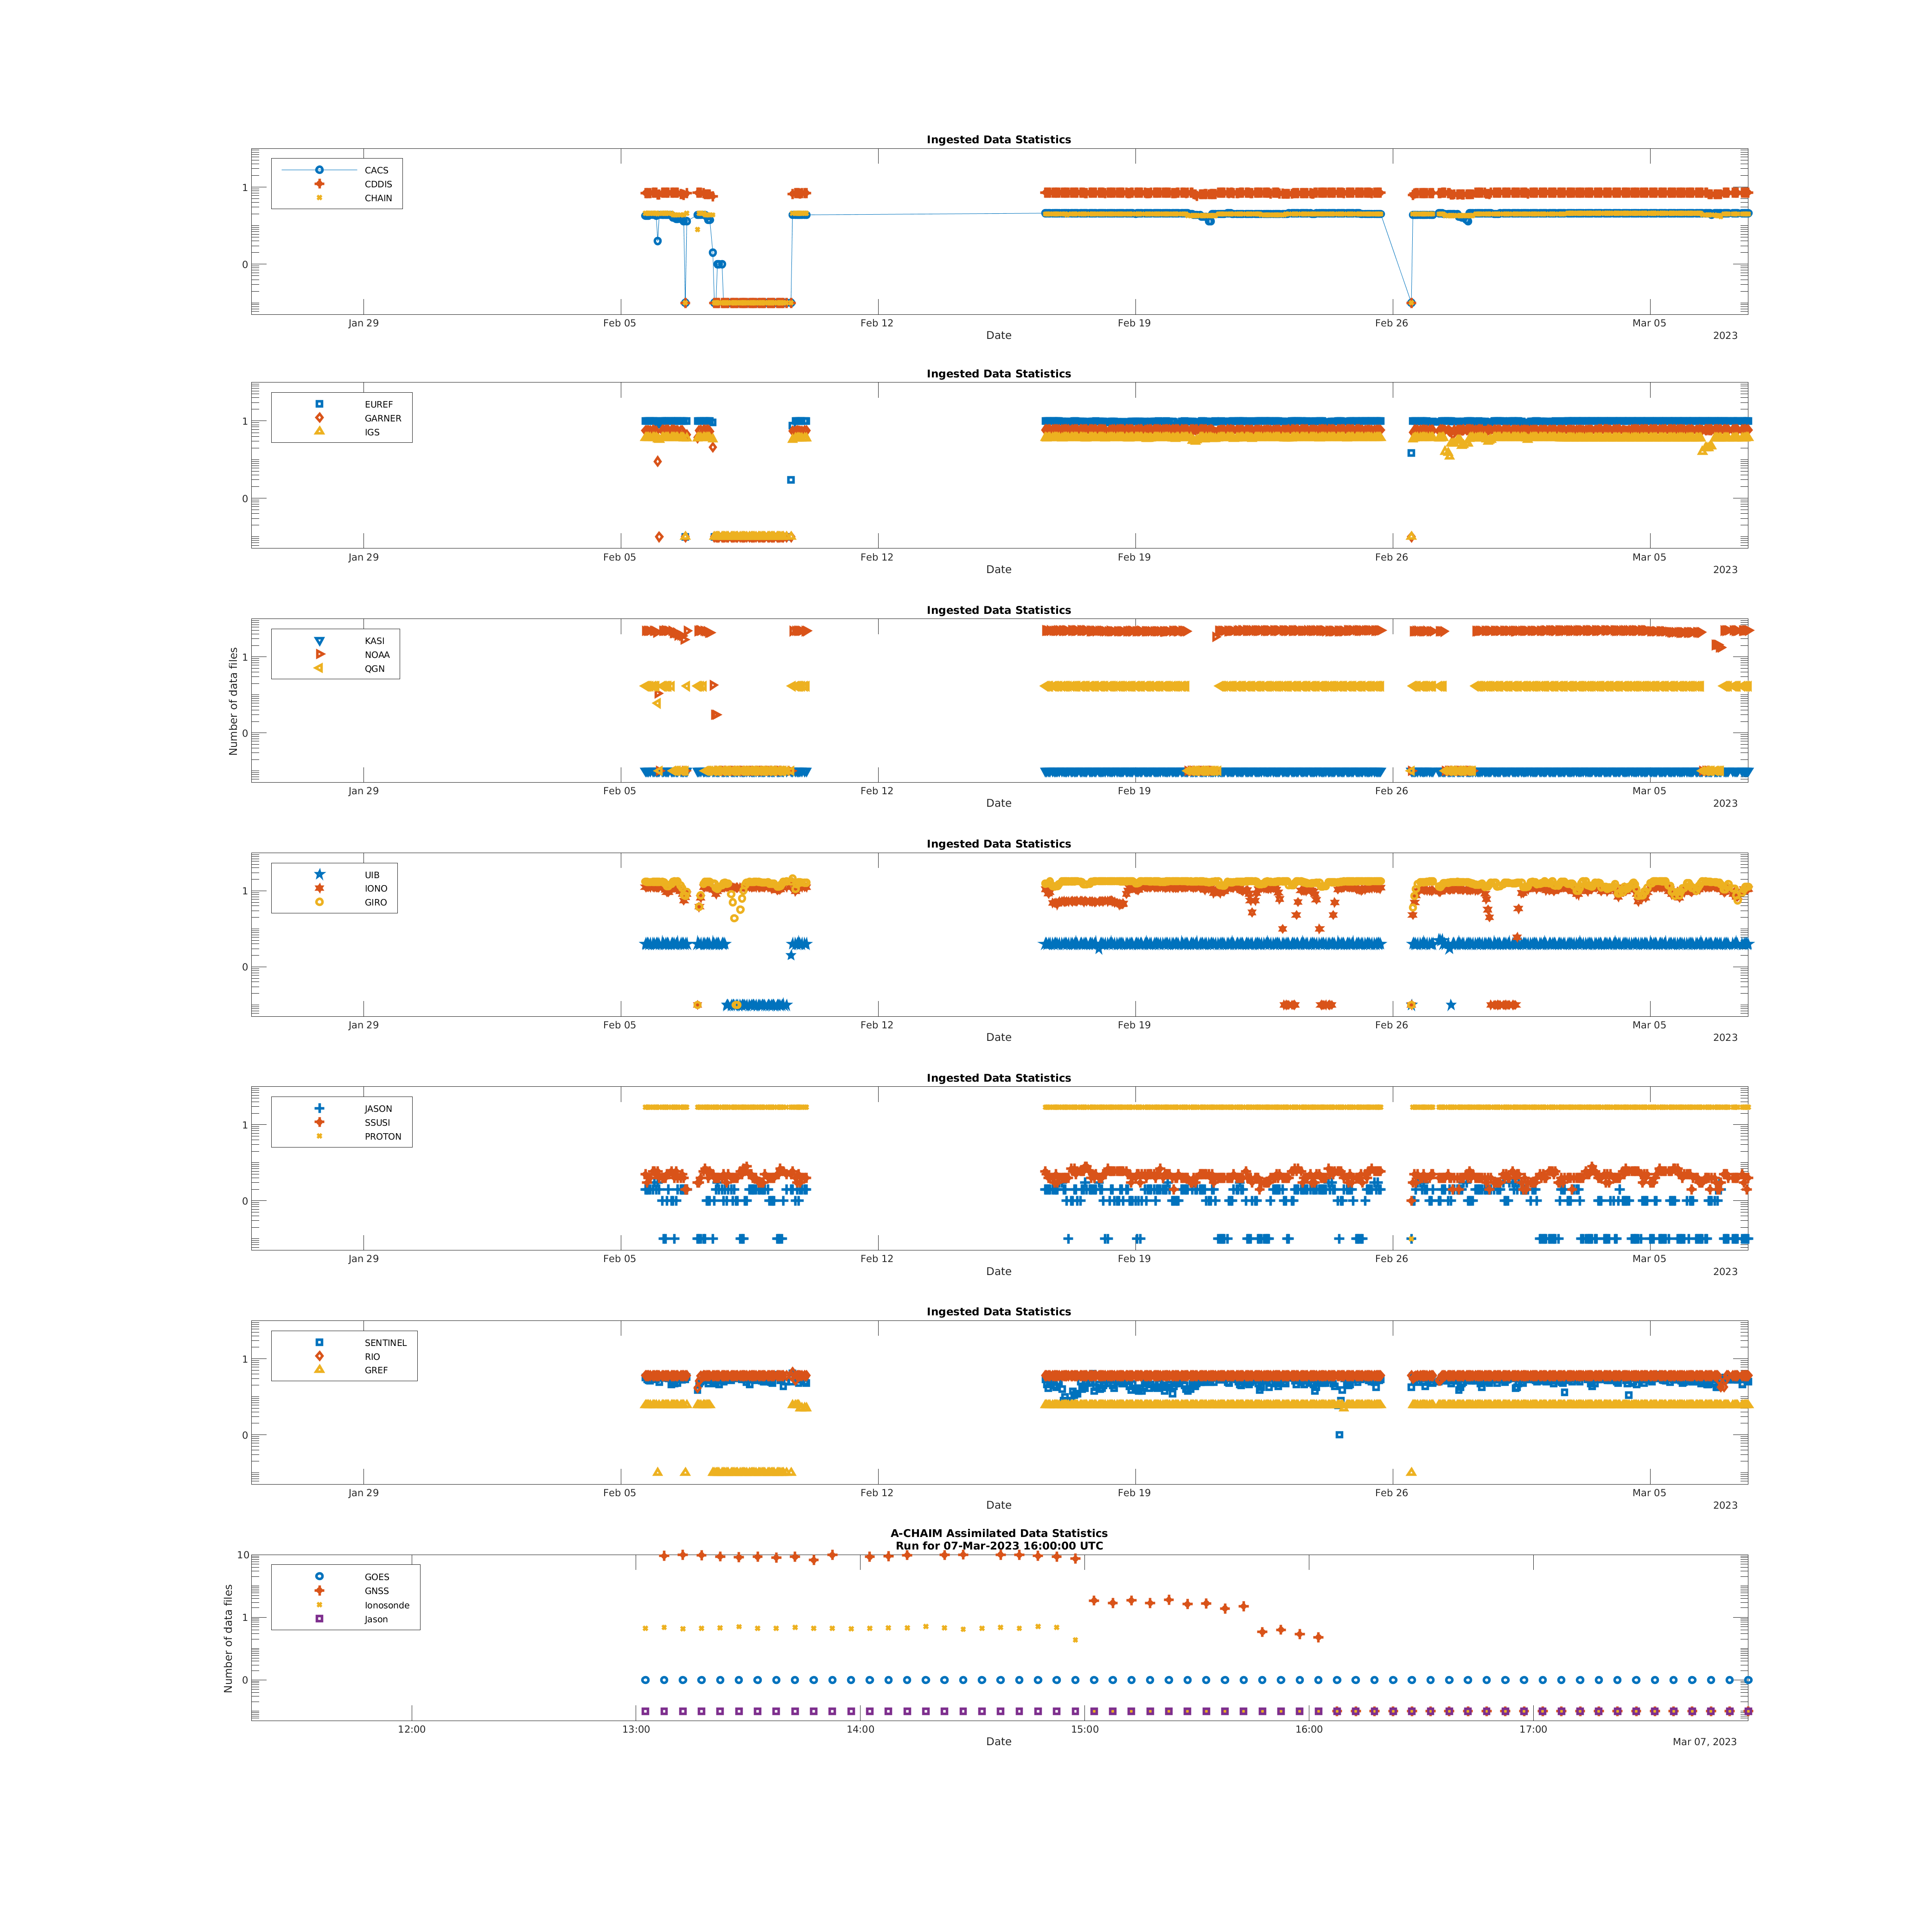 Ingested Data Statistics
CACS
CDDIS
CHAIN
1
0
Jan 29 Feb 05 Feb 12 Feb 19 Feb 26 Mar 05
Date
2023
Ingested Data Statistics
EUREF
GARNER
IGS
1
0
Jan 29 Feb 05 Feb 12 Feb 19 Feb 26 Mar 05
Date
2023
Ingested Data Statistics
KASI
NOAA
QGN
Number of data files
1
0
Jan 29 Feb 05 Feb 12 Feb 19 Feb 26 Mar 05
Date
2023
Ingested Data Statistics
UIB
IONO
GIRO
1
0
Jan 29 Feb 05 Feb 12 Feb 19 Feb 26 Mar 05
Date
2023
Ingested Data Statistics
JASON
SSUSI
PROTON
1
0
Jan 29 Feb 05 Feb 12 Feb 19 Feb 26 Mar 05
Date
2023
Ingested Data Statistics
SENTINEL
RIO
GREF
1
0
Jan 29 Feb 05 Feb 12 Feb 19 Feb 26 Mar 05
Date
2023
A-CHAIM Assimilated Data Statistics
Run for 07-Mar-2023 16:00:00 UTC
GOES
GNSS
Ionosonde
Jason
Number of data files
10
1
0
12:00 13:00 14:00 15:00 16:00 17:00
Date
Mar 07, 2023